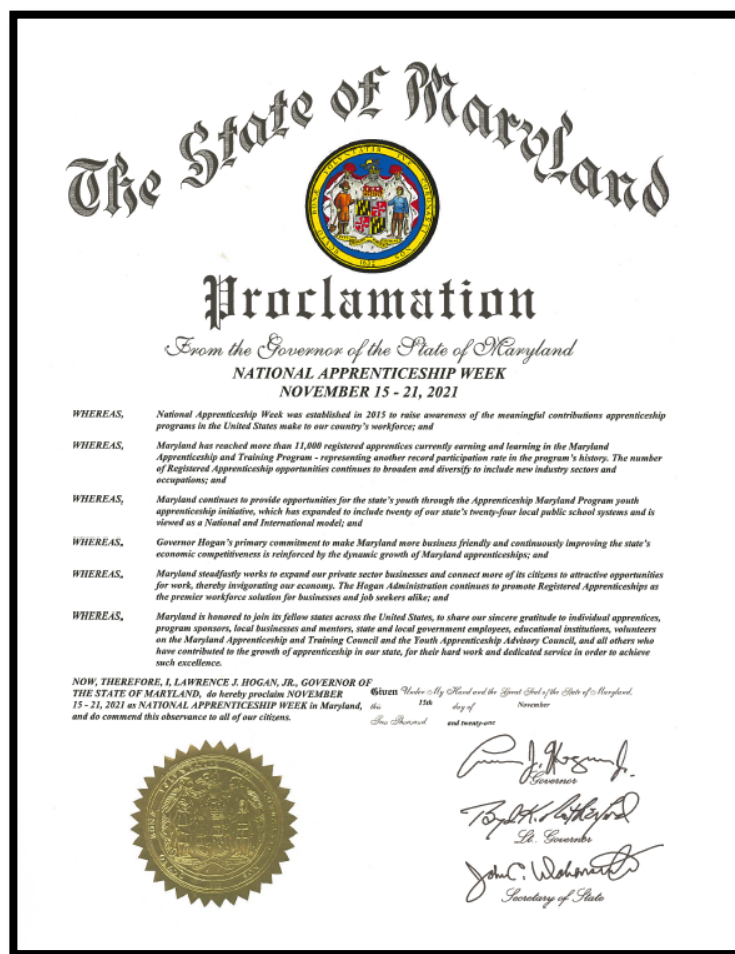 The State of Maryland
Proclamation
From the Governor of the State of Maryland
NATIONAL APPRENTICESHIP WEEK
NOVEMBER 15 - 21, 2021
WHEREAS, National Apprenticeship Week was established in 2015 to raise awareness of the meaningful contributions apprenticeship
programs in the United States make to our country's workforce; and
WHEREAS, Maryland has reached more than 11,000 registered apprentices currently earning and learning in the Maryland
Apprenticeship and Training Program - representing another record participation rate in the program's history. The number
of Registered Apprenticeship opportunities continues to broaden and diversify to include new industry sectors and
occupations; and
WHEREAS, Maryland continues to provide opportunities for the state's youth through the Apprenticeship Maryland Program youth
apprenticeship initiative, which has expanded to include twenty of our state's twenty-four local public school systems and is
viewed as a National and International model; and
WHEREAS, Governor Hogan's primary commitment to make Maryland more business friendly and continuously improving the state's
economic competitiveness is reinforced by the dynamic growth of Maryland apprenticeships; and
WHEREAS, Maryland steadfastly works to expand our private sector businesses and connect more of its citizens to attractive opportunities
for work, thereby invigorating our economy. The Hogan Administration continues to promote Registered Apprenticeships as
the premier workforce solution for businesses and job seekers alike; and
WHEREAS, Maryland is honored to join its fellow states across the United States, to share our sincere gratitude to individual apprentices,
program sponsors, local businesses and mentors, state and local government employees, educational institutions, volunteers
on the Maryland Apprenticeship and Training Council and the Youth Apprenticeship Advisory Council, and all others who
have contributed to the growth of apprenticeship in our state, for their hard work and dedicated service in order to achieve
such excellence.
NOW, THEREFORE, I, LAWRENCE J. HOGAN, JR., GOVERNOR OF
THE STATE OF MARYLAND, do hereby proclaim NOVEMBER
15 - 21, 2021 as NATIONAL APPRENTICESHIP WEEK in Maryland,
and do commend this observance to all of our citizens.
Given Under My Hand and the Great Seal of the State of Maryland,
this 15th day of November
Two Thousand and twenty-one
Governor
Lt. Governor
Secretary of State